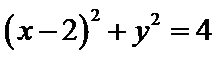 (x−2)² + y² = 4